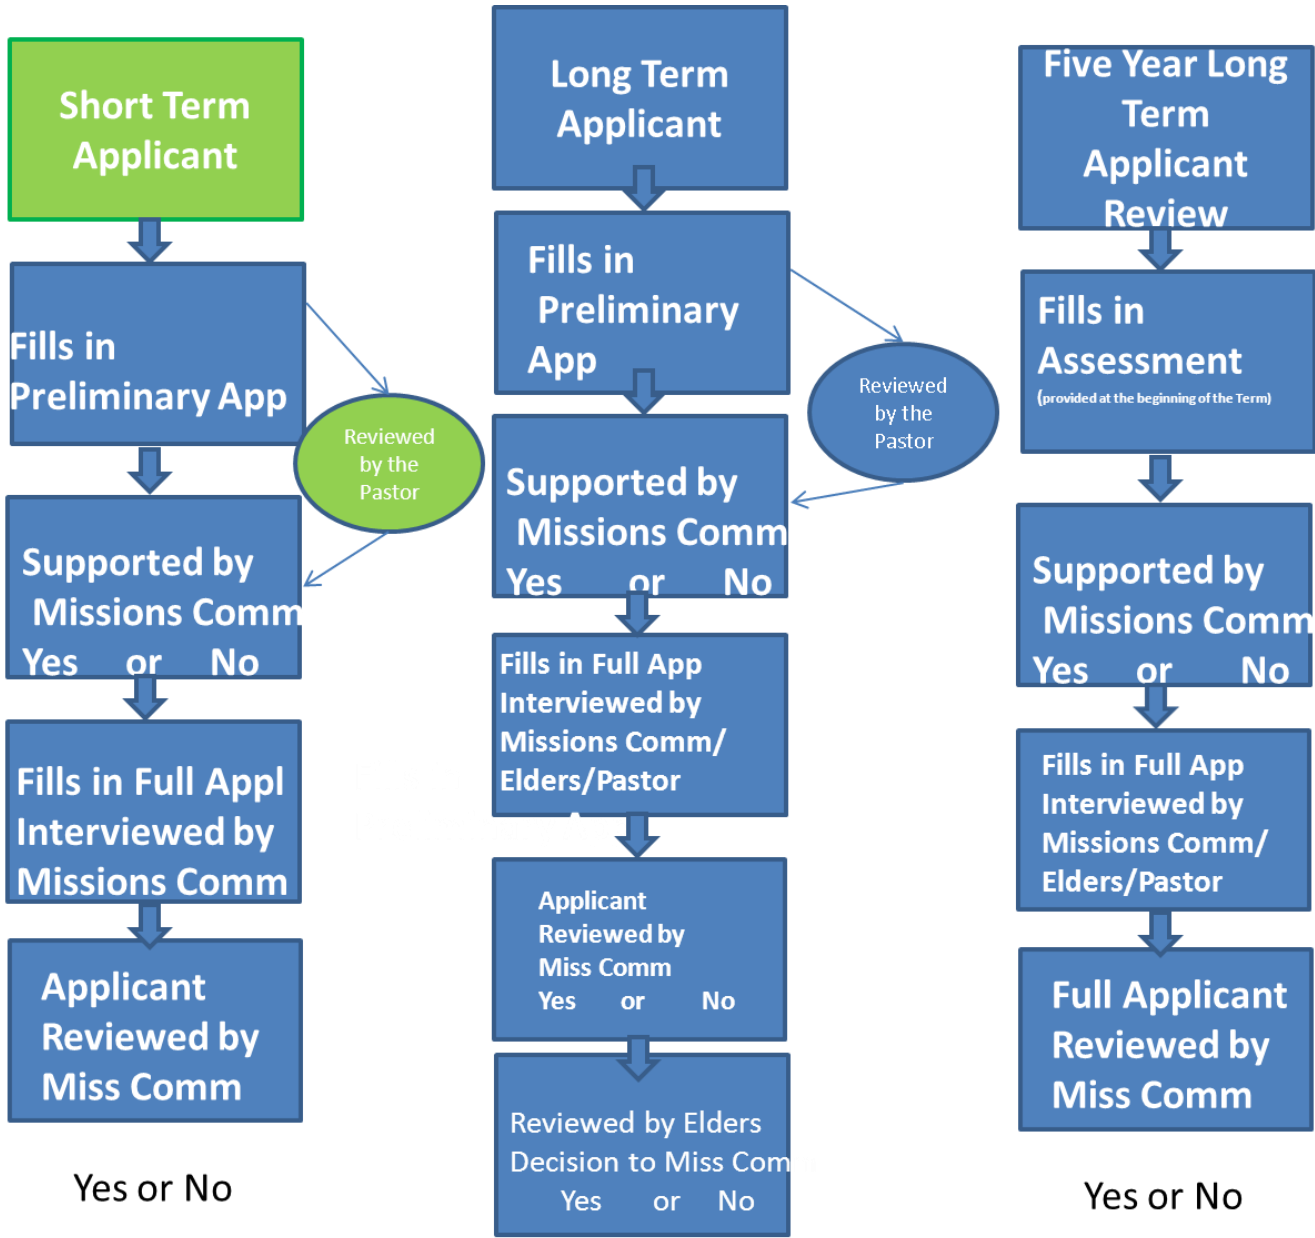 Short Term
Applicant
Fills in
Preliminary App
Reviewed
by the
Pastor
Supported by
Missions Comm
Yes or No
Fills in Full Appl
Interviewed by
Missions Comm
Applicant
Reviewed by
Miss Comm
Yes or No
Long Term
Applicant
Fills in
Preliminary
App
Reviewed
by the
Pastor
Supported by
Missions Comm
Yes or No
Fills in Full App
Interviewed by
Missions Comm/
Elders/Pastor
Applicant
Reviewed by
Miss Comm
Yes or No
Reviewed by Elders
Decision to Miss Com
Yes or No
Five Year Long
Term
Applicant
Review
Fills in
Assessment
(provided at the beginning of the Term)
Supported by
Missions Comm
Yes or No
Fills in Full App
Interviewed by
Missions Comm/
Elders/Pastor
Full Applicant
Reviewed by
Miss Comm
Yes or No